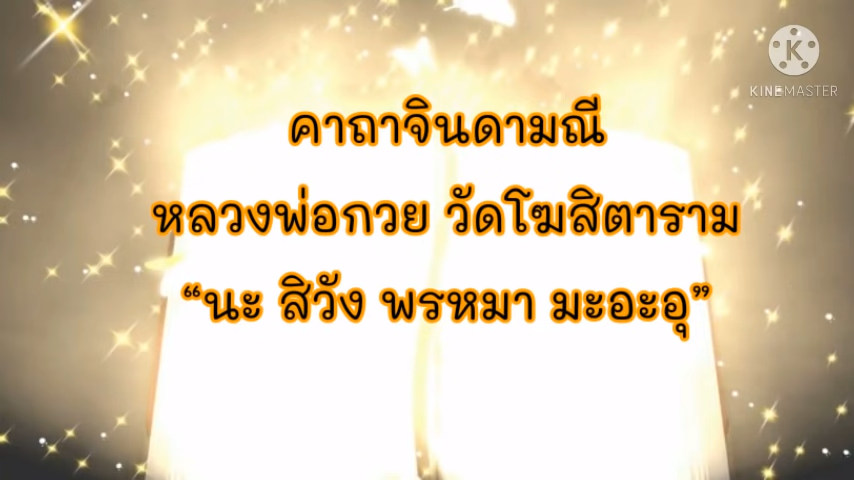 KINEMASTER
คาถาจินดามณี
หลวงพ่อกวย วัดโฆสิตาราม
“นะ สิวัง พรหมา มะอะอุ”